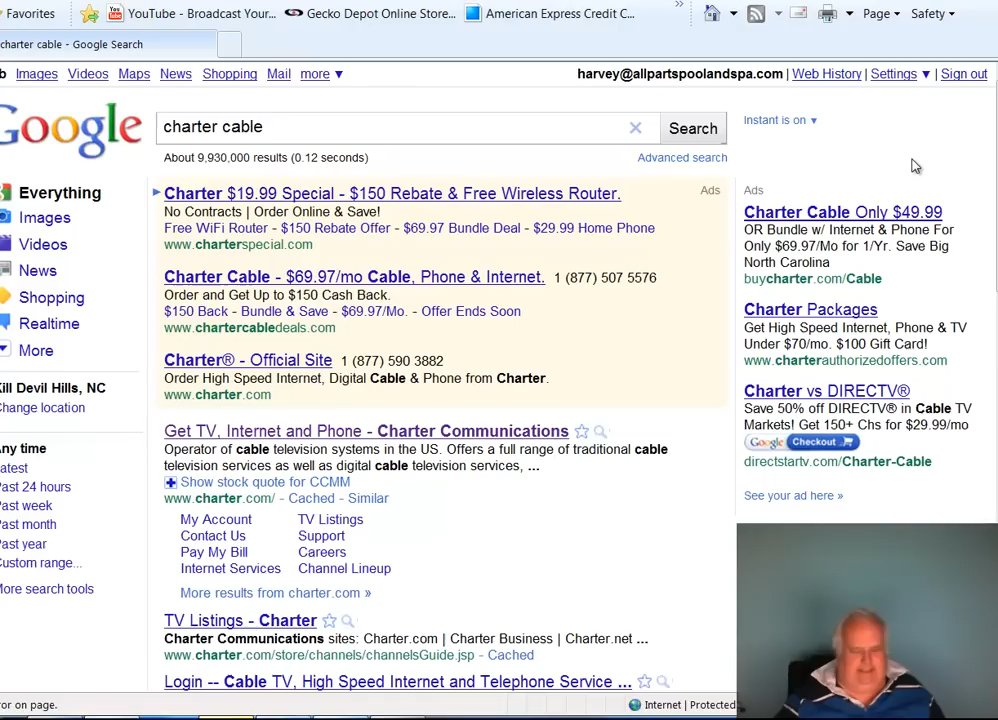 Favorites YouTube - Broadcast Your... Gecko Depot Online Store... American Express Credit C... » Page ▾ Safety ▾
charter cable - Google Search
b Images Videos Maps News Shopping Mail more ▼ harvey@allpartspoolandspa.com | Web History | Settings ▼ | Sign out
Google
charter cable
Search
Instant is on ▼
About 9,930,000 results (0.12 seconds)
Advanced search
Everything
Images
Videos
News
Shopping
Realtime
More
Kill Devil Hills, NC
Change location
Any time
Latest
Past 24 hours
Past week
Past month
Past year
Custom range...
More search tools
Charter $19.99 Special - $150 Rebate & Free Wireless Router.
Ads
No Contracts | Order Online & Save!
Free WiFi Router - $150 Rebate Offer - $69.97 Bundle Deal - $29.99 Home Phone
www.charterspecial.com
Charter Cable - $69.97/mo Cable, Phone & Internet. 1 (877) 507 5576
Order and Get Up to $150 Cash Back.
$150 Back - Bundle & Save - $69.97/Mo. - Offer Ends Soon
www.chartercabledeals.com
Charter® - Official Site 1 (877) 590 3882
Order High Speed Internet, Digital Cable & Phone from Charter.
www.charter.com
Get TV, Internet and Phone - Charter Communications
Operator of cable television systems in the US. Offers a full range of traditional cable
television services as well as digital cable television services, ...
Show stock quote for CCMM
www.charter.com/ - Cached - Similar
My Account TV Listings
Contact Us Support
Pay My Bill Careers
Internet Services Channel Lineup
More results from charter.com »
TV Listings - Charter
Charter Communications sites: Charter.com | Charter Business | Charter.net ...
www.charter.com/store/channels/channelsGuide.jsp - Cached
Login -- Cable TV, High Speed Internet and Telephone Service ...
Ads
Charter Cable Only $49.99
OR Bundle w/ Internet & Phone For
Only $69.97/Mo for 1/Yr. Save Big
North Carolina
buycharter.com/Cable
Charter Packages
Get High Speed Internet, Phone & TV
Under $70/mo. $100 Gift Card!
www.charterauthorizedoffers.com
Charter vs DIRECTV®
Save 50% off DIRECTV® in Cable TV
Markets! Get 150+ Chs for $29.99/mo
Google Checkout
directstartv.com/Charter-Cable
See your ad here »
ror on page.
Internet | Protected